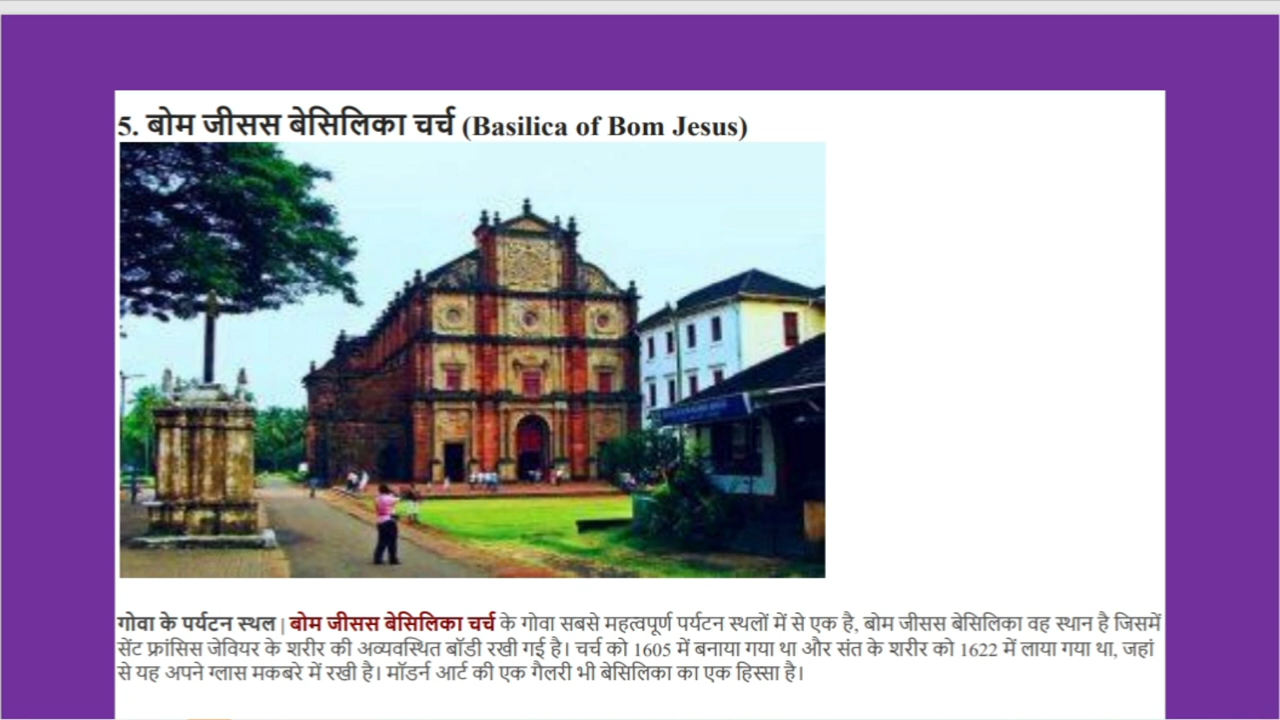 5. बोम जीसस बेसिलिका चर्च (Basilica of Bom Jesus)
गोवा के पर्यटन स्थल | बोम जीसस बेसिलिका चर्च के गोवा सबसे महत्वपूर्ण पर्यटन स्थलों में से एक है, बोम जीसस बेसिलिका वह स्थान है जिसमें
सेंट फ्रांसिस जेवियर के शरीर की अव्यवस्थित बॉडी रखी गई है। चर्च को 1605 में बनाया गया था और संत के शरीर को 1622 में लाया गया था, जहां
से यह अपने ग्लास मकबरे में रखी है। मॉडर्न आर्ट की एक गैलरी भी बेसिलिका का एक हिस्सा है।